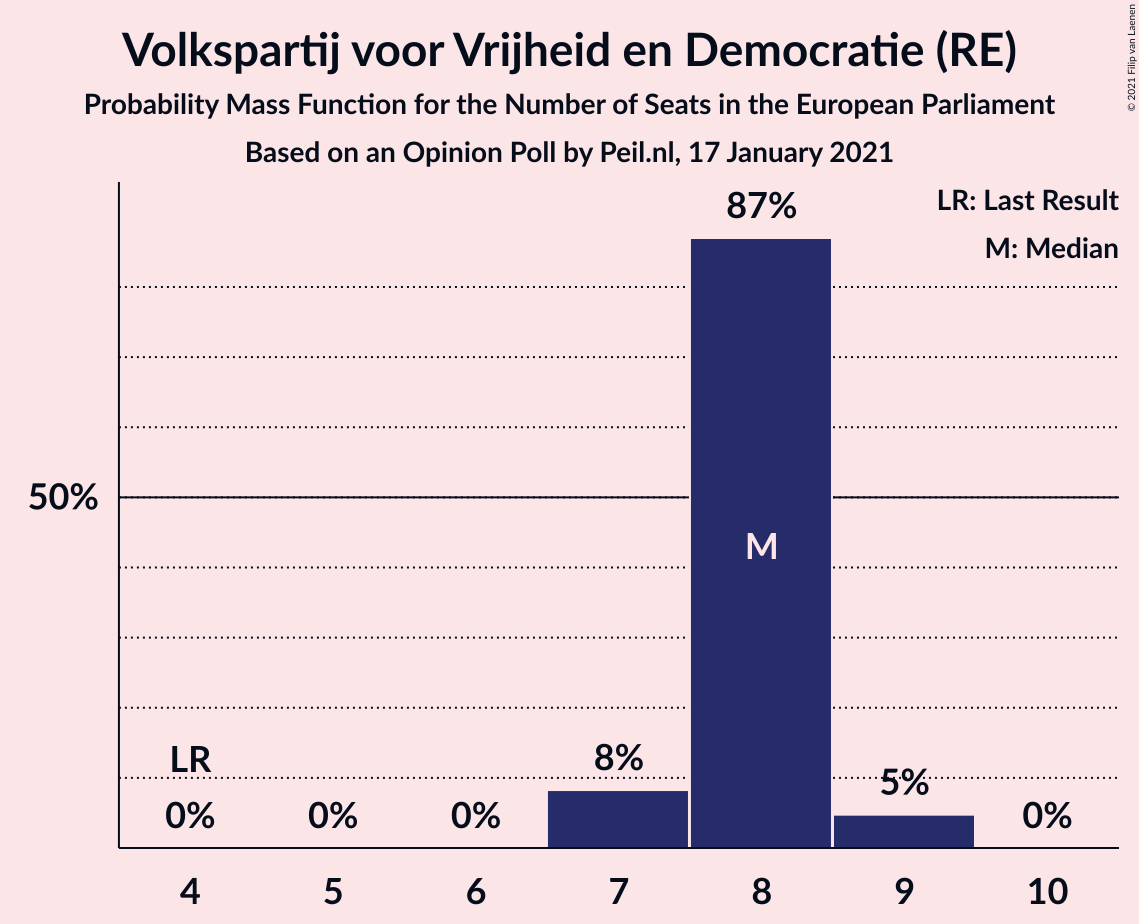 Volkspartij voor Vrijheid en Democratie (RE)
Probability Mass Function for the Number of Seats in the European Parliament
Based on an Opinion Poll by Peil.nl, 17 January 2021
© 2021 Filip van Laenen
LR: Last Result
M: Median
87%
50%
M
LR
8%
5%
0%
0%
0%
0%
4
5
6
7
8
9
10